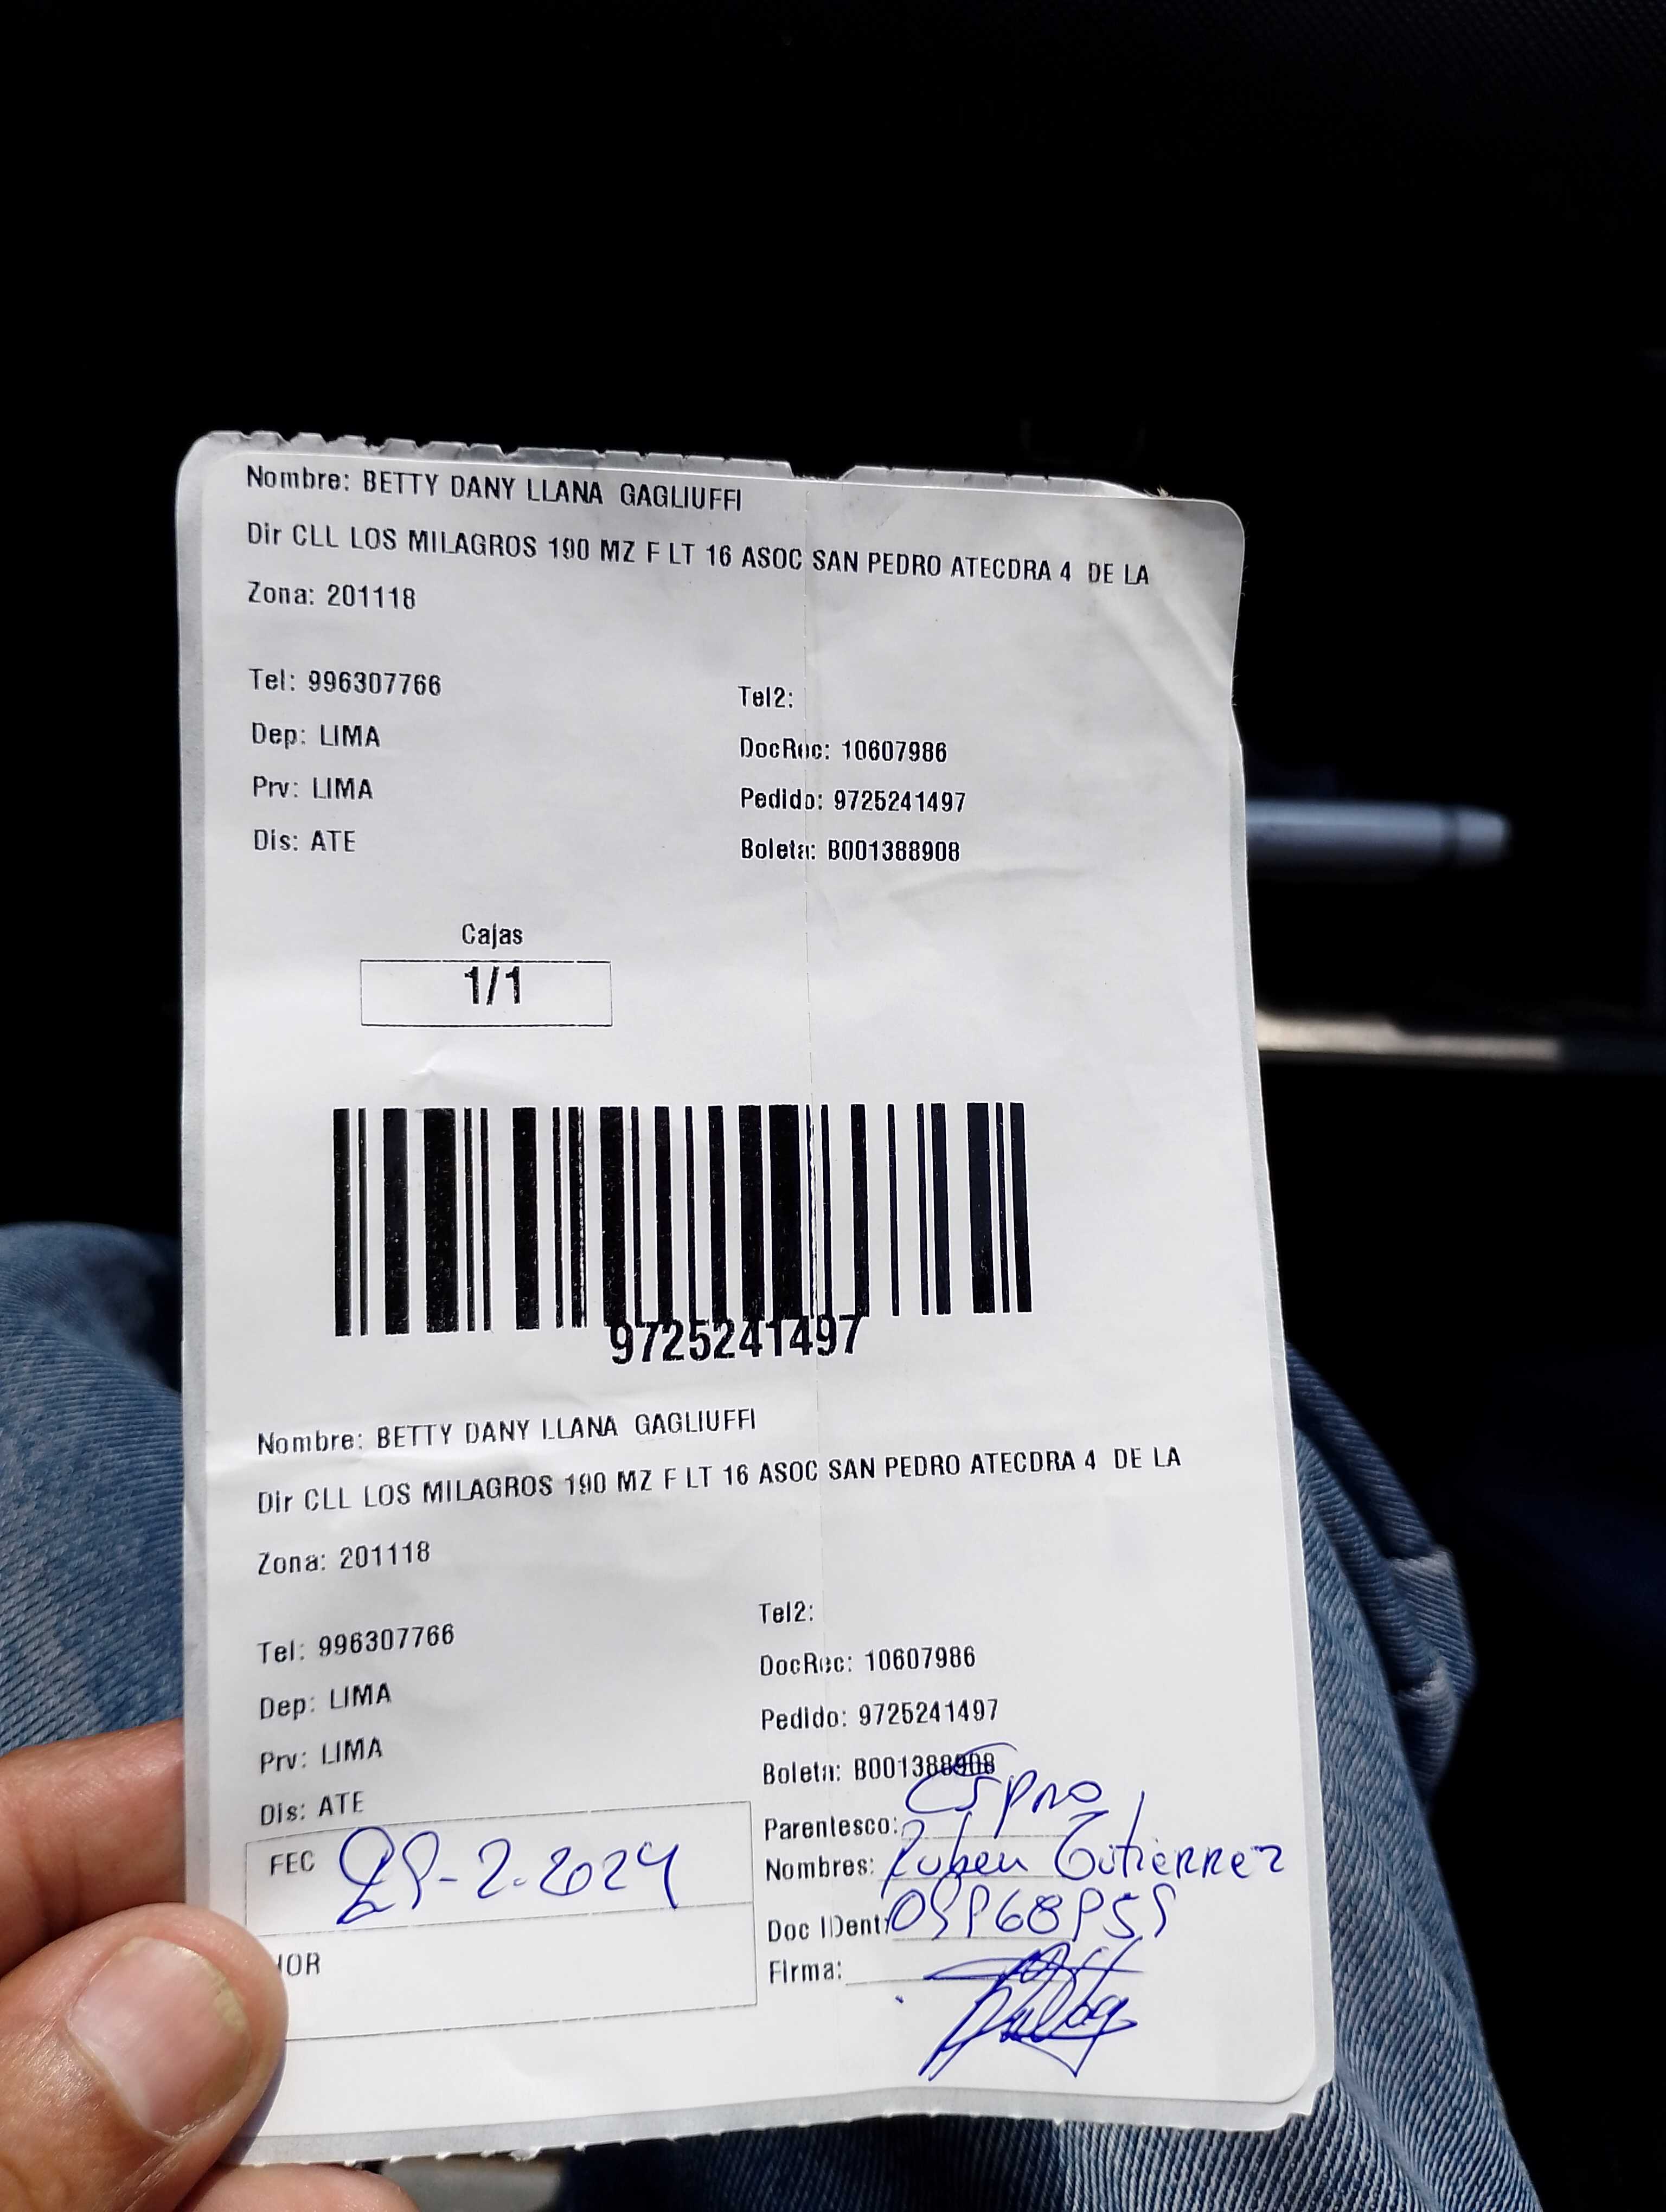 Nombre: BETTY DANY LLANA GAGLIUFFI
Dir CLL LOS MILAGROS 190 MZ F LT 16 ASOC SAN PEDRO ATECDRA 4 DE LA
Zona: 201118
Tel: 996307766 Tel2:
Dep: LIMA DocRec: 10607986
Prv: LIMA Pedido: 9725241497
Dis: ATE Boleta: B001388908
Cajas
1/1
9725241497
Nombre: BETTY DANY LLANA GAGLIUFFI
Dir CLL LOS MILAGROS 190 MZ F LT 16 ASOC SAN PEDRO ATECDRA 4 DE LA
Zona: 201118
Tel2:
Tel: 996307766 DocRec: 10607986
Dep: LIMA Pedido: 9725241497
Prv: LIMA Boleta: B001388908
Dis: ATE Parentesco: Espno
FEC 29-2-2024 Nombres: Ruben Gutierrez
Doc IDent:
HOR Firma: